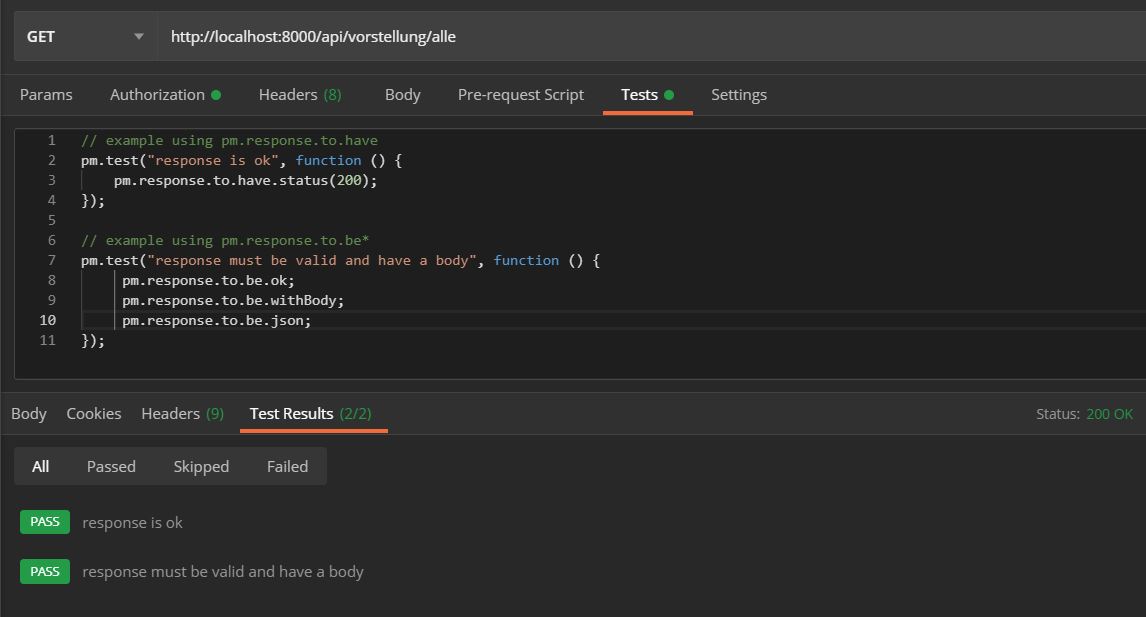 GET http://localhost:8000/api/vorstellung/alle
Params Authorization Headers (8) Body Pre-request Script Tests Settings
1 // example using pm.response.to.have
2 pm.test("response is ok", function () {
3 pm.response.to.have.status(200);
4 });
5
6 // example using pm.response.to.be*
7 pm.test("response must be valid and have a body", function () {
8 pm.response.to.be.ok;
9 pm.response.to.be.withBody;
10 pm.response.to.be.json;
11 });
Body Cookies Headers (9) Test Results (2/2) Status: 200 OK
All Passed Skipped Failed
PASS response is ok
PASS response must be valid and have a body